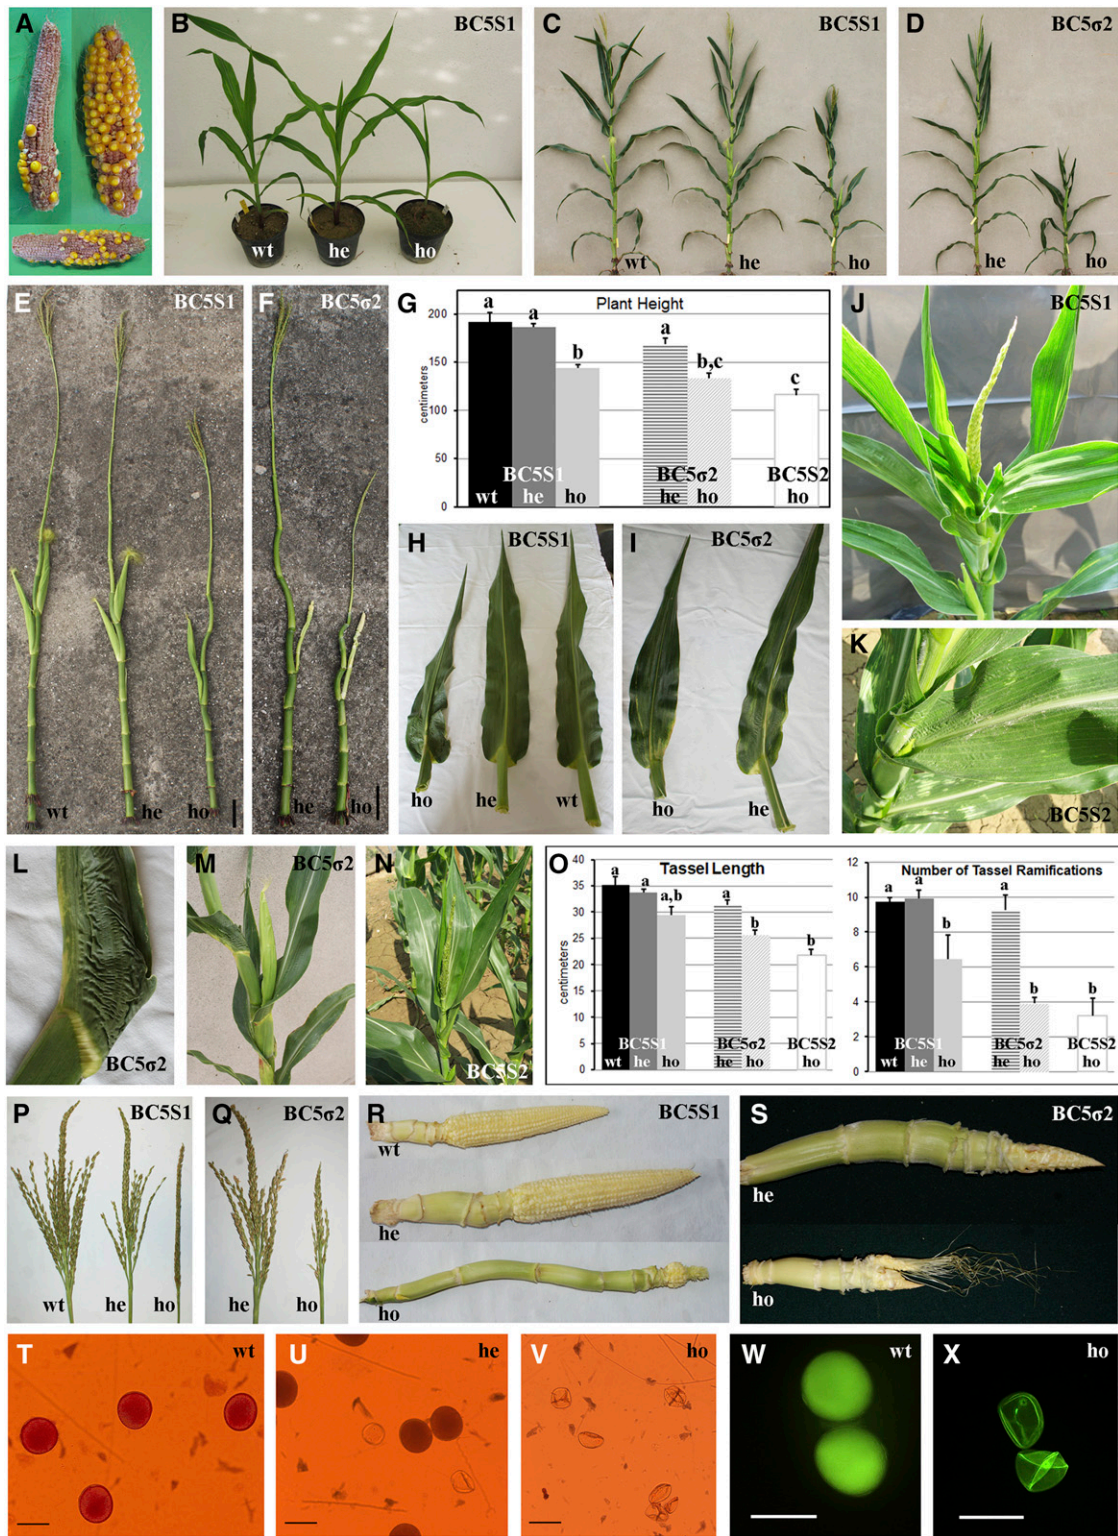 A
B
BC5S1
wt
he
ho
C
BC5S1
wt
he
ho
D
BC5σ2
he
ho
E
BC5S1
wt
he
ho
F
BC5σ2
he
ho
G
Plant Height
centimeters
200
150
100
50
0
a
a
b
a
b,c
c
BC5S1
BC5σ2
BC5S2
wt
he
ho
he
ho
ho
H
BC5S1
ho
he
wt
I
BC5σ2
ho
he
J
BC5S1
K
BC5S2
L
BC5σ2
M
BC5σ2
N
BC5S2
O
Tassel Length
centimeters
40
35
30
25
20
15
10
5
0
a
a
a,b
a
b
b
BC5S1
BC5σ2
BC5S2
wt
he
ho
he
ho
ho
Number of Tassel Ramifications
12
10
8
6
4
2
0
a
a
b
a
b
b
BC5S1
BC5σ2
BC5S2
wt
he
ho
he
ho
ho
P
BC5S1
wt
he
ho
Q
BC5σ2
he
ho
R
BC5S1
wt
he
ho
S
BC5σ2
he
ho
T
wt
U
he
V
ho
W
wt
X
ho